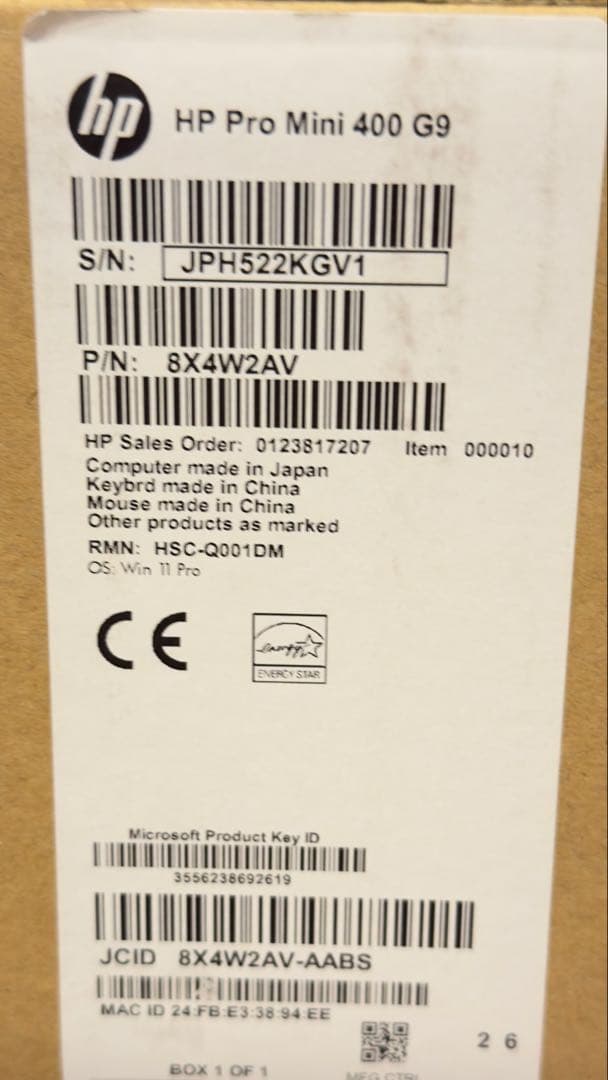 hp
HP Pro Mini 400 G9
S/N: JPH522KGV1
P/N: 8X4W2AV
HP Sales Order: 0123817207 Item 000010
Computer made in Japan
Keybrd made in China
Mouse made in China
Other products as marked
RMN: HSC-Q001DM
OS: Win 11 Pro
CE
energy
ENERGY STAR
Microsoft Product Key ID
3556238692619
JCID 8X4W2AV-AABS
MAC ID 24:FB:E3:38:94:EE
2 6
BOX 1 OF 1
MFG CTRL